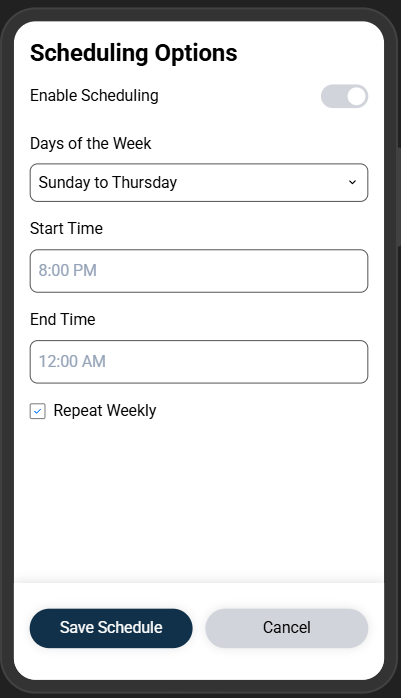 Scheduling Options
Enable Scheduling
Days of the Week
Sunday to Thursday
Start Time
8:00 PM
End Time
12:00 AM
Repeat Weekly
Save Schedule
Cancel